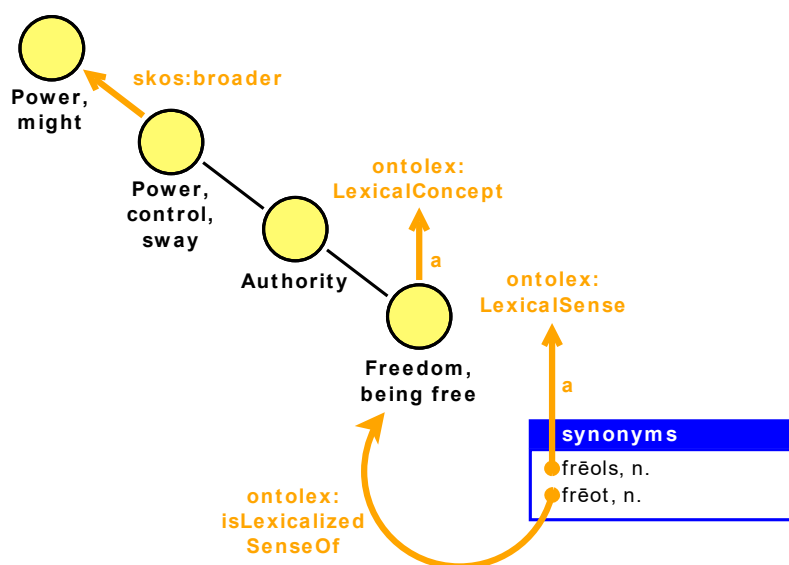 skos:broader
Power,
might
ontolex:
LexicalConcept
Power,
control,
sway
a
Authority
ontolex:
LexicalSense
Freedom,
being free
a
synonyms
frēols, n.
frēot, n.
ontolex:
isLexicalized
SenseOf